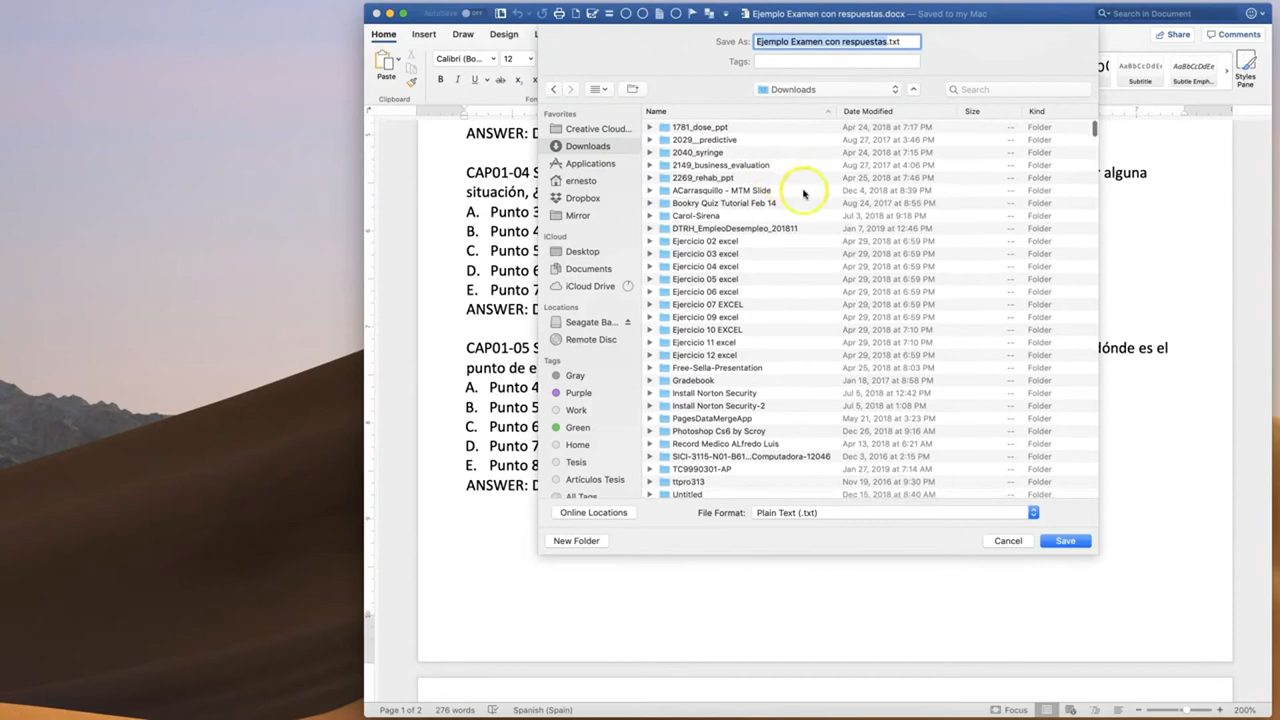 AutoSave OFF
Ejemplo Examen con respuestas.docx — Saved to my Mac
Search in Document
Home Insert Draw Design
Share Comments
Paste
Clipboard
Calibri (Bo... 12
B I U ab x
AaBbCcDdEe
Subtitle
AaBbCcDdEe
Subtle Emph...
Styles
Pane
Save As: Ejemplo Examen con respuestas.txt
Tags:
Downloads
Search
Favorites
Creative Cloud...
Downloads
Applications
ernesto
Dropbox
Mirror
iCloud
Desktop
Documents
iCloud Drive
Locations
Seagate Ba...
Remote Disc
Tags
Gray
Purple
Work
Green
Home
Tesis
Artículos Tesis
All Tags...
Name Date Modified Size Kind
1781_dose_ppt Apr 24, 2018 at 7:17 PM -- Folder
2029__predictive Aug 27, 2017 at 3:46 PM -- Folder
2040_syringe Apr 24, 2018 at 7:15 PM -- Folder
2149_business_evaluation Aug 27, 2017 at 4:06 PM -- Folder
2269_rehab_ppt Apr 25, 2018 at 7:46 PM -- Folder
ACarrasquillo - MTM Slide Dec 4, 2018 at 8:39 PM -- Folder
Bookry Quiz Tutorial Feb 14 Aug 24, 2017 at 8:55 PM -- Folder
Carol-Sirena Jul 3, 2018 at 9:18 PM -- Folder
DTRH_EmpleoDesempleo_201811 Jan 7, 2019 at 12:46 PM -- Folder
Ejercicio 02 excel Apr 29, 2018 at 6:59 PM -- Folder
Ejercicio 03 excel Apr 29, 2018 at 6:59 PM -- Folder
Ejercicio 04 excel Apr 29, 2018 at 6:59 PM -- Folder
Ejercicio 05 excel Apr 29, 2018 at 6:59 PM -- Folder
Ejercicio 06 excel Apr 29, 2018 at 6:59 PM -- Folder
Ejercicio 07 EXCEL Apr 29, 2018 at 6:59 PM -- Folder
Ejercicio 09 excel Apr 29, 2018 at 6:59 PM -- Folder
Ejercicio 10 EXCEL Apr 29, 2018 at 7:10 PM -- Folder
Ejercicio 11 excel Apr 29, 2018 at 7:10 PM -- Folder
Ejercicio 12 excel Apr 29, 2018 at 6:59 PM -- Folder
Free-Sella-Presentation Apr 25, 2018 at 8:03 PM -- Folder
Gradebook Jan 18, 2017 at 8:58 PM -- Folder
Install Norton Security Jul 5, 2018 at 12:42 PM -- Folder
Install Norton Security-2 Jul 5, 2018 at 1:08 PM -- Folder
PagesDataMergeApp May 21, 2018 at 3:23 PM -- Folder
Photoshop Cs6 by Scroy Dec 26, 2018 at 9:16 AM -- Folder
Record Medico ALfredo Luis Apr 13, 2018 at 6:21 AM -- Folder
SICI-3115-N01-B61...Computadora-12046 Dec 3, 2016 at 2:15 PM -- Folder
TC9990301-AP Jan 27, 2019 at 7:14 AM -- Folder
ttpro313 Nov 19, 2016 at 9:30 PM -- Folder
Untitled Dec 15, 2018 at 8:40 AM -- Folder
Online Locations
File Format: Plain Text (.txt)
New Folder
Cancel
Save
ANSWER: D
CAP01-04 S
r alguna
situación, ¿
A. Punto 3
B. Punto 4
C. Punto 5
D. Punto 6
E. Punto 7
ANSWER: D
CAP01-05 S
dónde es el
punto de e
A. Punto 4
B. Punto 5
C. Punto 6
D. Punto 7
E. Punto 8
ANSWER: D
Page 1 of 2 276 words Spanish (Spain) Focus 200%